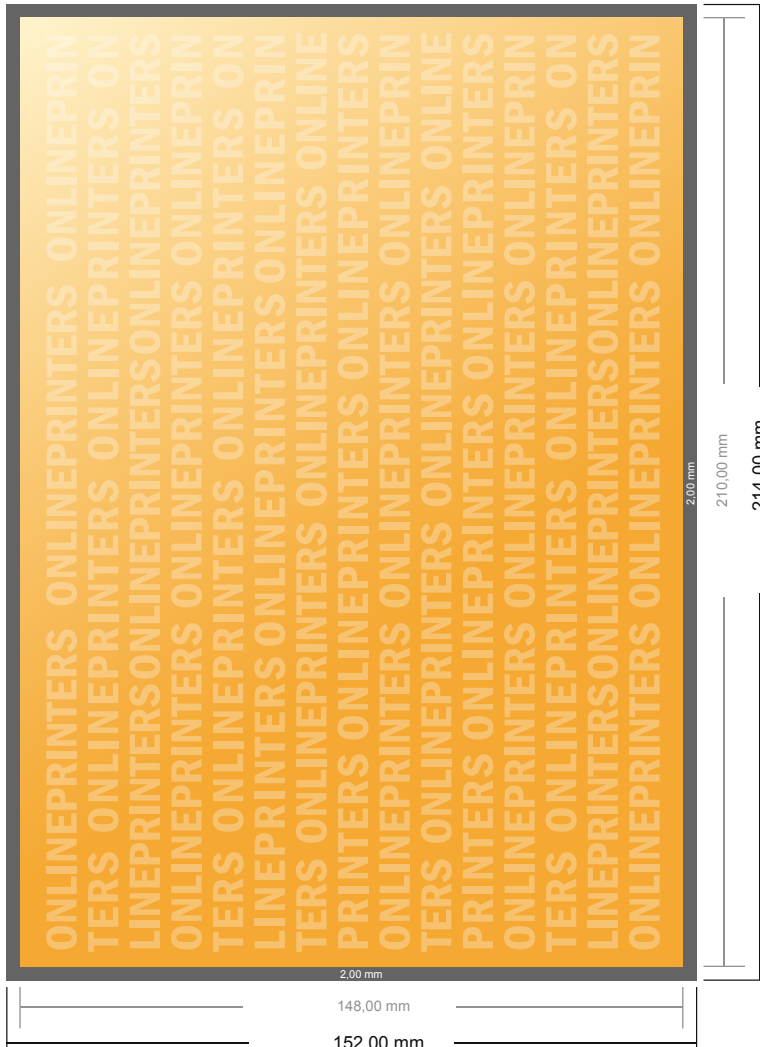 ONLINEPRINTERS ONLINEPRINTERS ONLINEPRIN
TERS ONLINEPRINTERS ONLINEPRINTERS ON
LINEPRINTERSONLINEPRINTERSONLINEPRINTERS
ONLINEPRINTERS ONLINEPRINTERS ONLINEPRIN
TERS ONLINEPRINTERS ONLINEPRINTERS ON
LINEPRINTERS ONLINEPRINTERS ONLINEPRIN
TERS ONLINEPRINTERS ONLINEPRINTERS ONLINE
PRINTERS ONLINEPRINTERS ONLINEPRINTERS
ONLINEPRINTERS ONLINEPRINTERS ONLINEPRIN
TERS ONLINEPRINTERS ONLINEPRINTERS ONLINE
PRINTERS ONLINEPRINTERS ONLINEPRINTERS
ONLINEPRINTERS ONLINEPRINTERS ONLINEPRIN
TERS ONLINEPRINTERS ONLINEPRINTERS ON
LINEPRINTERSONLINEPRINTERSONLINEPRINTERS
ONLINEPRINTERS ONLINEPRINTERS ONLINEPRIN
2,00 mm
210,00 mm
214,00 mm
2,00 mm
148,00 mm
152,00 mm